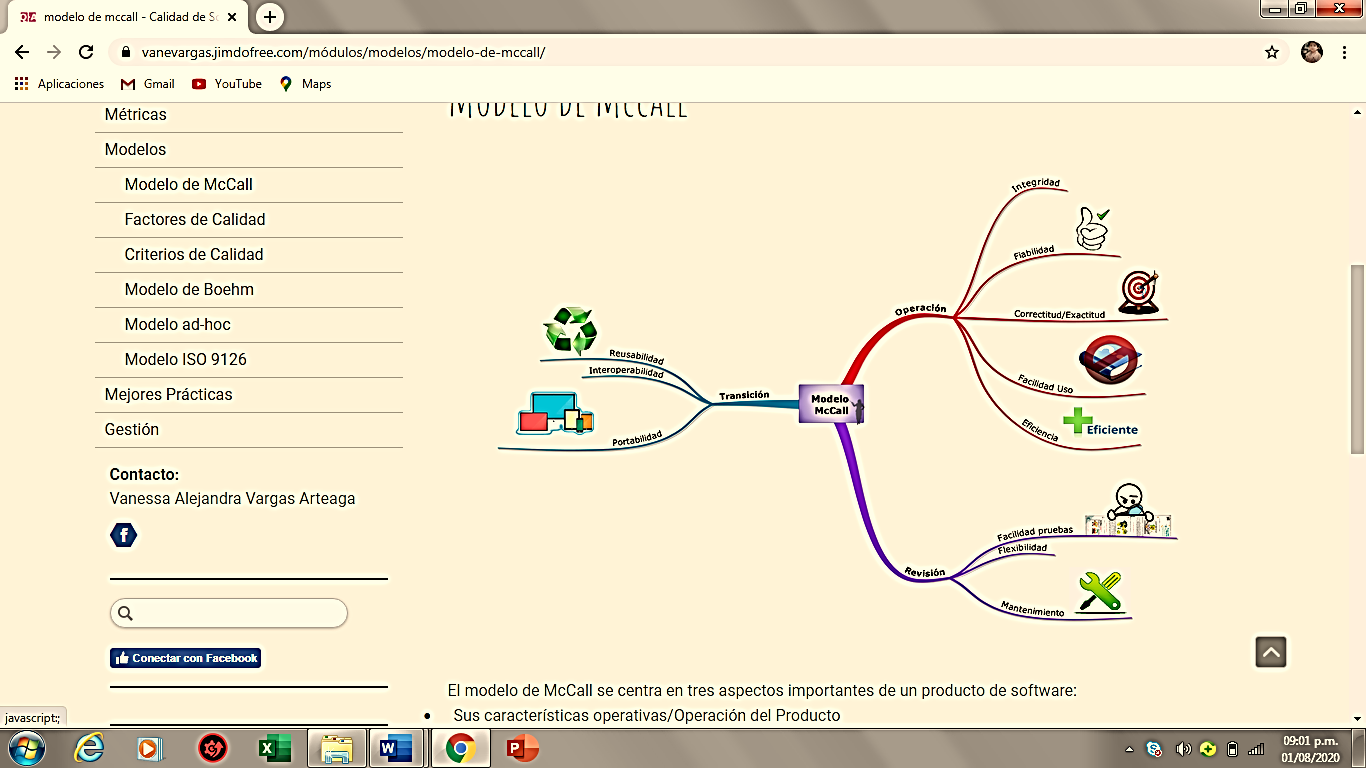 modelo de mccall - Calidad de So
vanevargas.jimdofree.com/módulos/modelos/modelo-de-mccall/
Aplicaciones
Gmail
YouTube
Maps
MODELO DE MCCALL
Métricas
Modelos
Modelo de McCall
Factores de Calidad
Criterios de Calidad
Modelo de Boehm
Modelo ad-hoc
Modelo ISO 9126
Mejores Prácticas
Gestión
Contacto:
Vanessa Alejandra Vargas Arteaga
Conectar con Facebook
Modelo
McCall
Operación
Integridad
Fiabilidad
Correctitud/Exactitud
Facilidad Uso
Eficiencia
Eficiente
Transición
Reusabilidad
Interoperabilidad
Portabilidad
Revisión
Facilidad pruebas
Flexibilidad
Mantenimiento
El modelo de McCall se centra en tres aspectos importantes de un producto de software:
• Sus características operativas/Operación del Producto
javascript:;
09:01 p.m.
01/08/2020